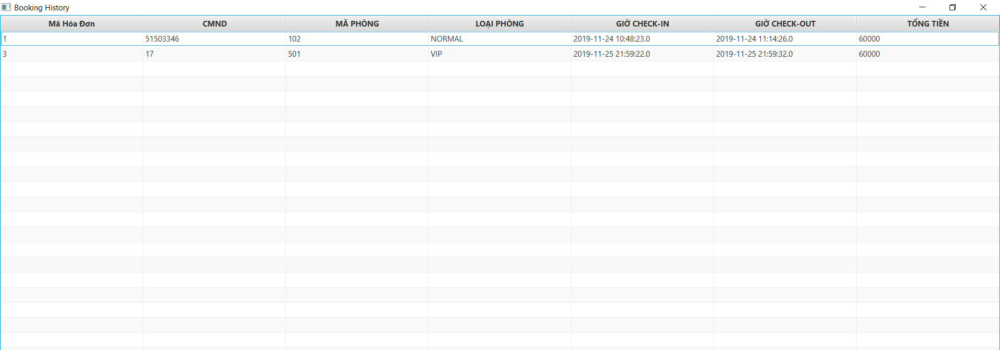 Booking History
Mã Hóa Đơn CMND MÃ PHÒNG LOẠI PHÒNG GIỜ CHECK-IN GIỜ CHECK-OUT TỔNG TIỀN
1 51503346 102 NORMAL 2019-11-24 10:48:23.0 2019-11-24 11:14:26.0 60000
3 17 501 VIP 2019-11-25 21:59:22.0 2019-11-25 21:59:32.0 60000